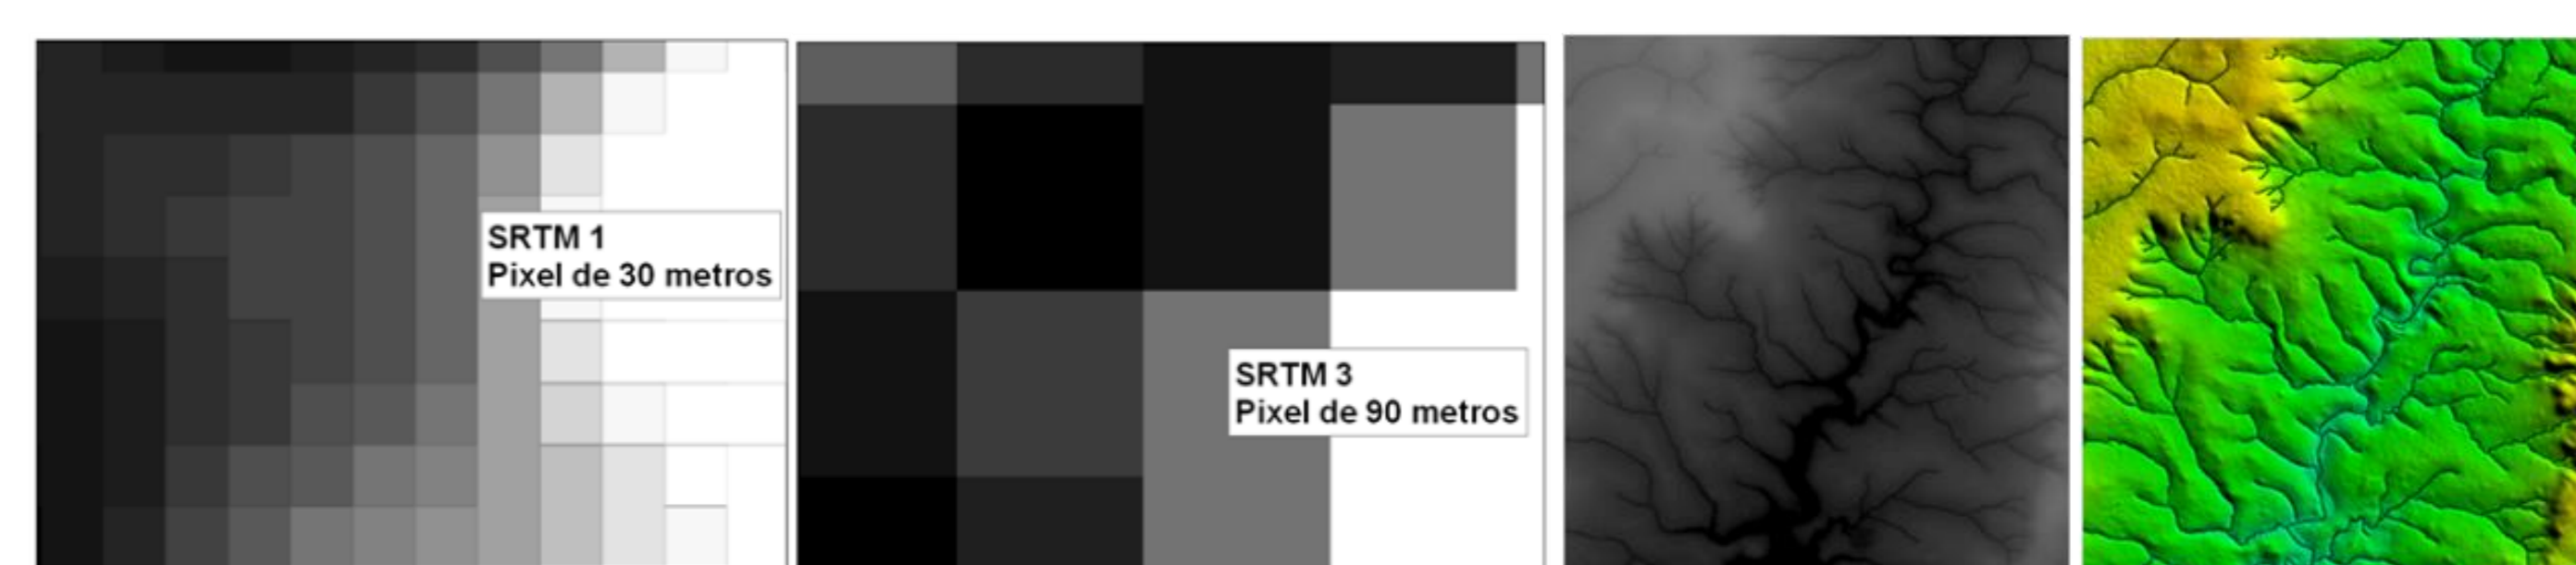 SRTM 1
Pixel de 30 metros
SRTM 3
Pixel de 90 metros